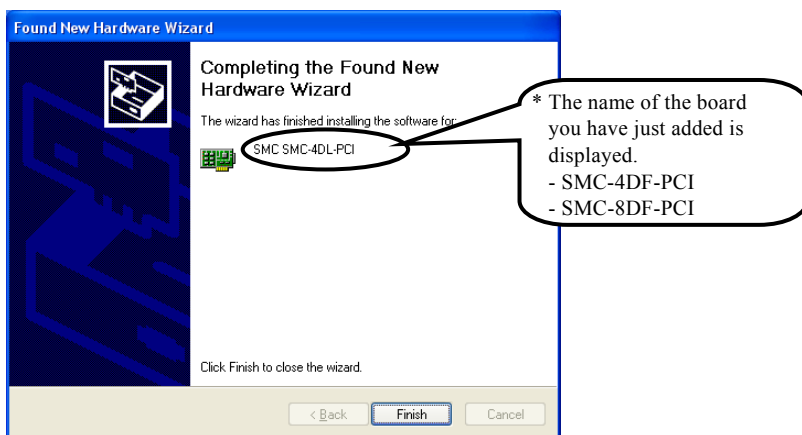 Found New Hardware Wizard
Completing the Found New
Hardware Wizard
The wizard has finished installing the software for:
SMC SMC-4DL-PCI
* The name of the board
you have just added is
displayed.
- SMC-4DF-PCI
- SMC-8DF-PCI
Click Finish to close the wizard.
< Back
Finish
Cancel